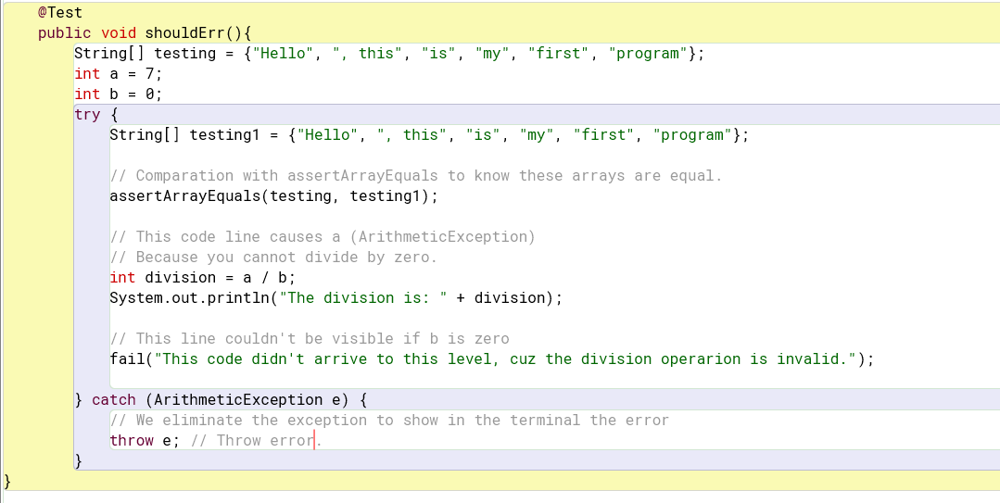 @Test
public void shouldErr(){
String[] testing = {"Hello", ", this", "is", "my", "first", "program"};
int a = 7;
int b = 0;
try {
String[] testing1 = {"Hello", ", this", "is", "my", "first", "program"};
// Comparation with assertArrayEquals to know these arrays are equal.
assertArrayEquals(testing, testing1);
// This code line causes a (ArithmeticException)
// Because you cannot divide by zero.
int division = a / b;
System.out.println("The division is: " + division);
// This line couldn't be visible if b is zero
fail("This code didn't arrive to this level, cuz the division operarion is invalid.");
} catch (ArithmeticException e) {
// We eliminate the exception to show in the terminal the error
throw e; // Throw error.
}
}